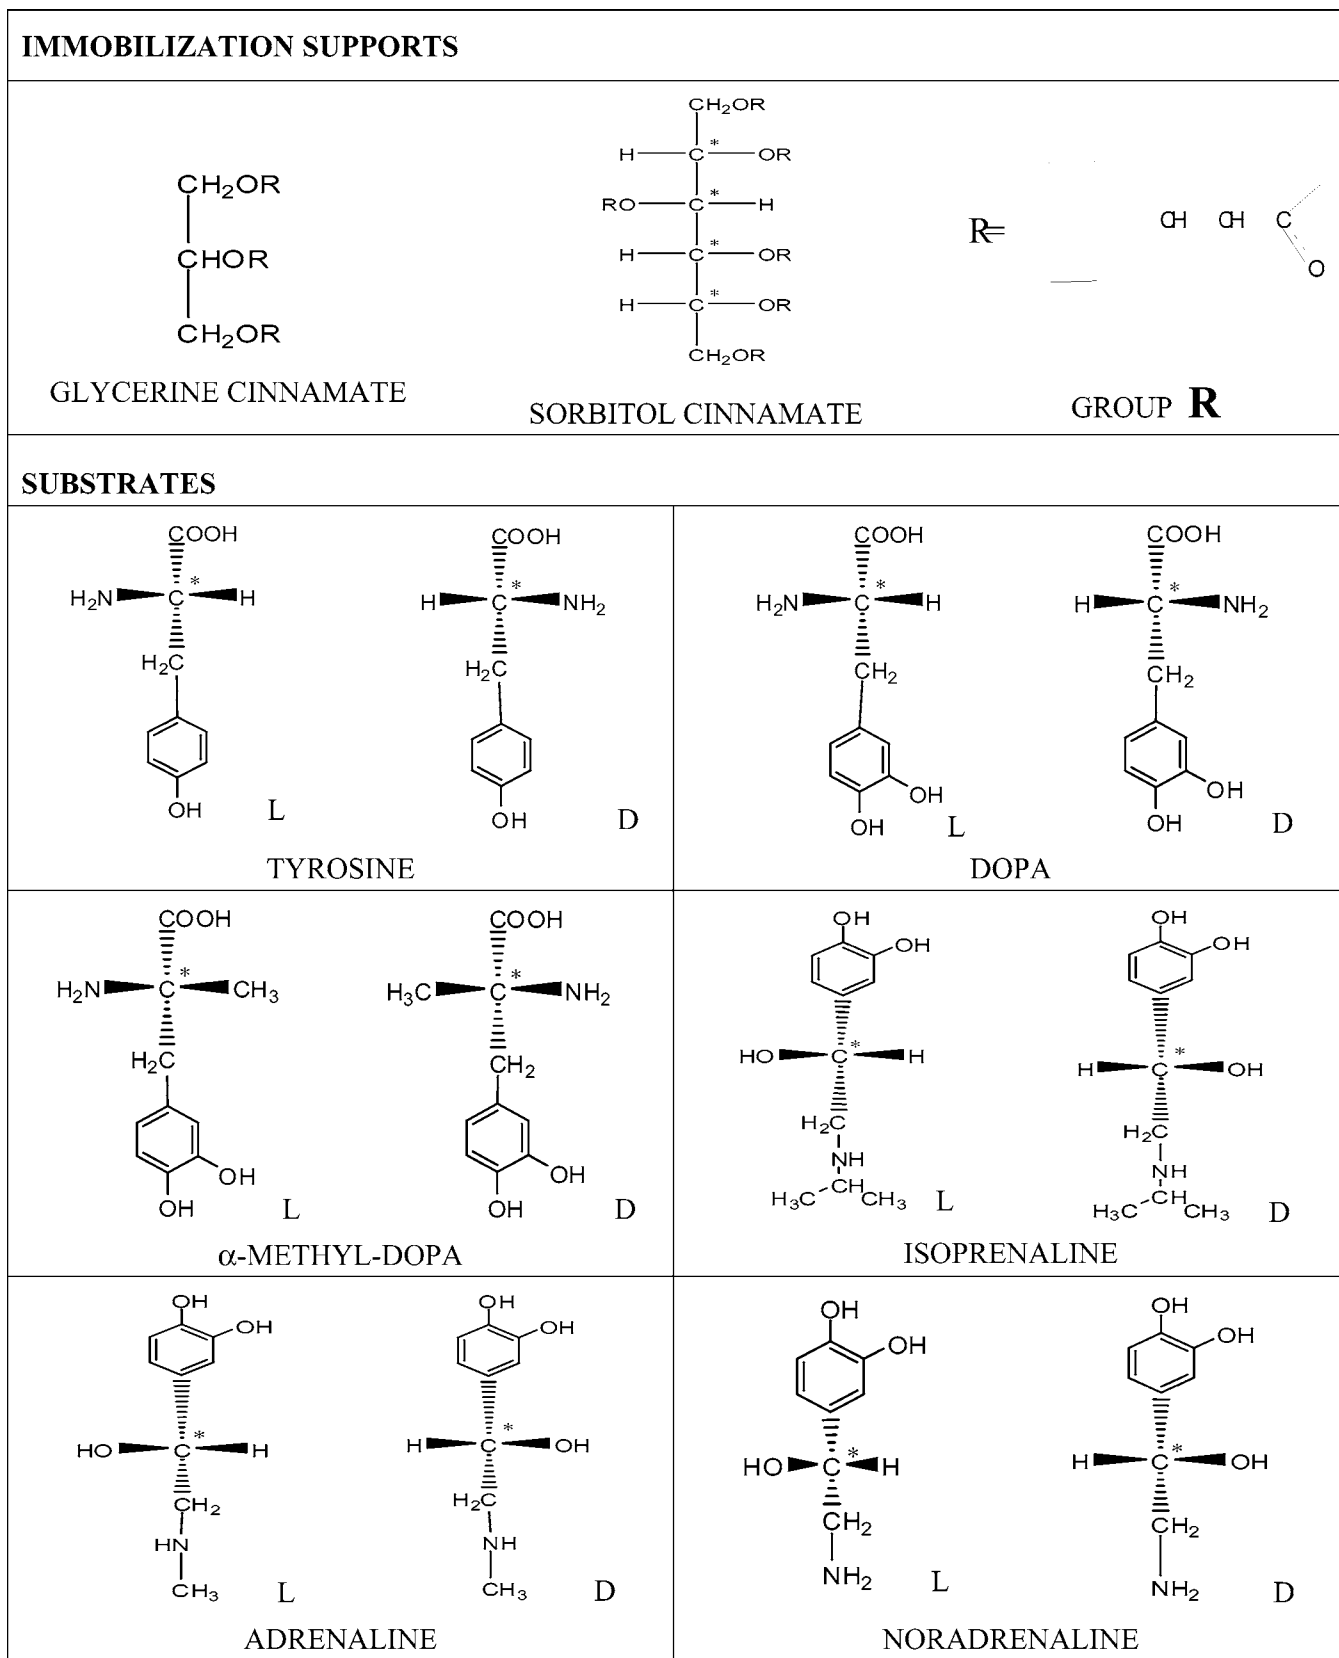 IMMOBILIZATION SUPPORTS
CH2OR
CHOR
CH2OR
GLYCERINE CINNAMATE
CH2OR
H C * OR
RO C * H
H C * OR
H C * OR
CH2OR
SORBITOL CINNAMATE
R= CH CH C
O
GROUP R
SUBSTRATES
COOH
H2N C * H
H2C
OH
L
COOH
H C * NH2
H2C
OH
D
TYROSINE
COOH
H2N C * H
CH2
OH
OH
L
COOH
H C * NH2
CH2
OH
OH
D
DOPA
COOH
H2N C * CH3
H2C
OH
OH
L
COOH
H3C C * NH2
CH2
OH
OH
D
α-METHYL-DOPA
OH
OH
HO C * H
H2C
NH
CH
H3C CH3
L
OH
OH
H C * OH
H2C
NH
CH
H3C CH3
D
ISOPRENALINE
OH
OH
HO C * H
CH2
HN
CH3
L
OH
OH
H C * OH
H2C
NH
CH3
D
ADRENALINE
OH
OH
HO C * H
CH2
NH2
L
OH
OH
H C * OH
CH2
NH2
D
NORADRENALINE